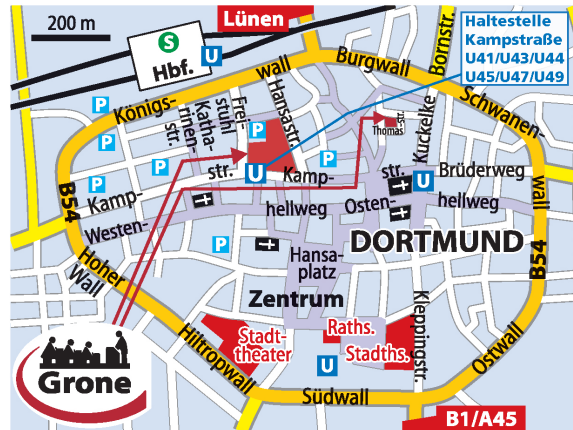 200 m
Lünen
S
Hbf.
U
Haltestelle
Kampstraße
U41/U43/U44
U45/U47/U49
Bornstr.
Burgwall
wall
Königs-
Schwanen-
wall
P
P
P
P
P
P
P
Katha-
rinen-
str.
Frei-
stuhl
Hansastr.
Thomas-
str.
Kuckelke
str.
Brüderweg
B54
Kamp-
str.
U
Kamp-
U
Westen-
hellweg
Osten-
hellweg
Hansa-
platz
DORTMUND
B54
Hoher
Wall
Zentrum
Hiltropwall
Stadt-
theater
Raths.
Stadths.
U
Kleppingstr.
Ostwall
Südwall
Grone
B1/A45